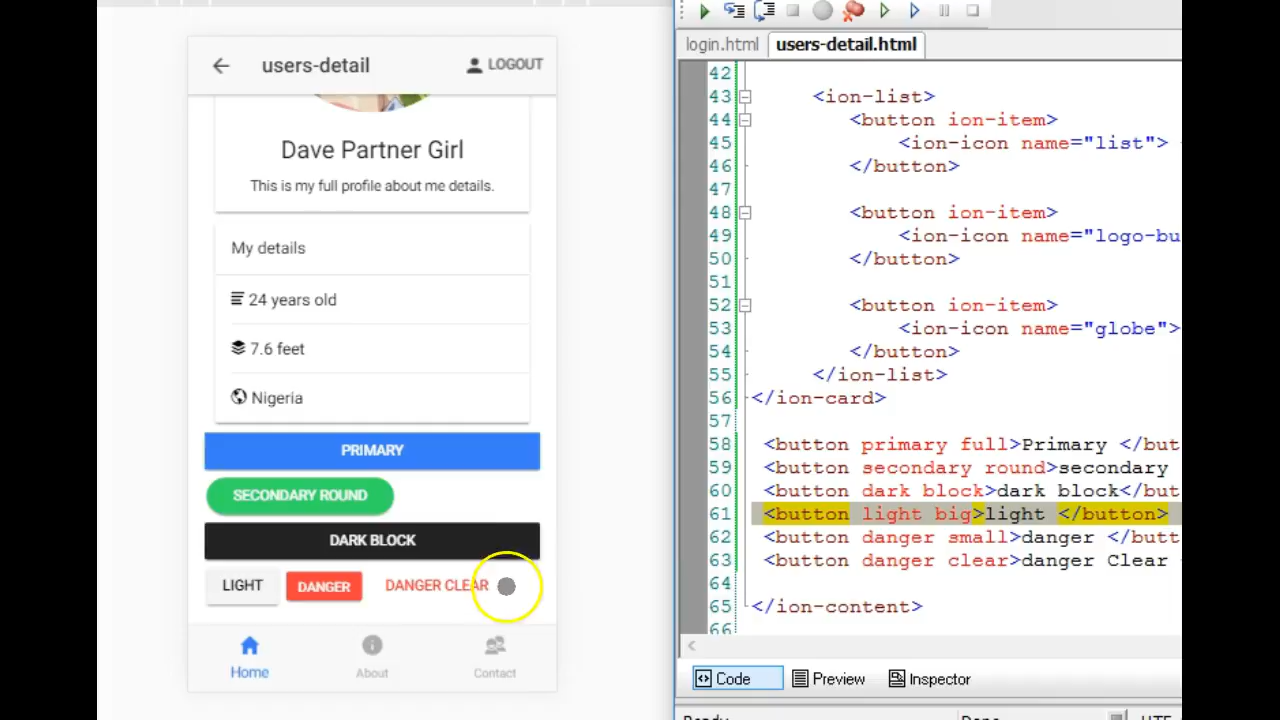 users-detail
LOGOUT
Dave Partner Girl
This is my full profile about me details.
My details
24 years old
7.6 feet
Nigeria
PRIMARY
SECONDARY ROUND
DARK BLOCK
LIGHT DANGER DANGER CLEAR
Home About Contact
login.html users-detail.html
42
43 <ion-list>
44 <button ion-item>
45 <ion-icon name="list">
46 </button>
47
48 <button ion-item>
49 <ion-icon name="logo-bu
50 </button>
51
52 <button ion-item>
53 <ion-icon name="globe">
54 </button>
55 </ion-list>
56 </ion-card>
57
58 <button primary full>Primary </but
59 <button secondary round>secondary
60 <button dark block>dark block</but
61 <button light big>light </button>
62 <button danger small>danger </butt
63 <button danger clear>danger Clear
64
65 </ion-content>
66
Code Preview Inspector